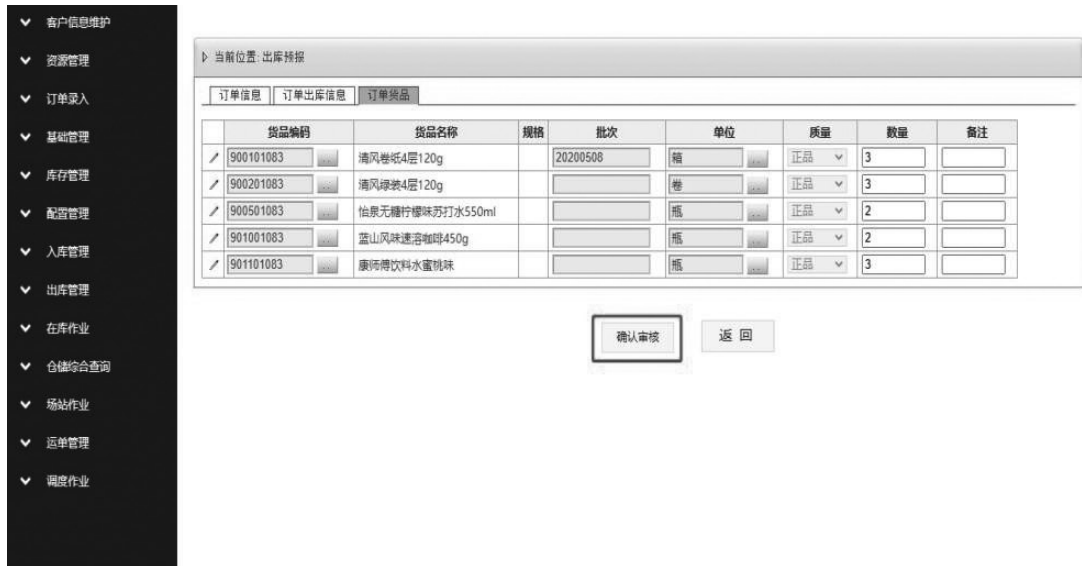 客户信息维护
资源管理
订单录入
基础管理
库存管理
配置管理
入库管理
出库管理
在库作业
仓储综合查询
场站作业
运单管理
调度作业
当前位置: 出库预报
订单信息 订单出库信息 订单货品
货品编码 货品名称 规格 批次 单位 质量 数量 备注
900101083 ... 清风卷纸4层120g 20200508 箱 ... 正品 3
900201083 ... 清风绿装4层120g 卷 ... 正品 3
900501083 ... 怡泉无糖柠檬味苏打水550ml 瓶 ... 正品 2
901001083 ... 蓝山风味速溶咖啡450g 瓶 ... 正品 2
901101083 ... 康师傅饮料水蜜桃味 瓶 ... 正品 3
确认审核 返回